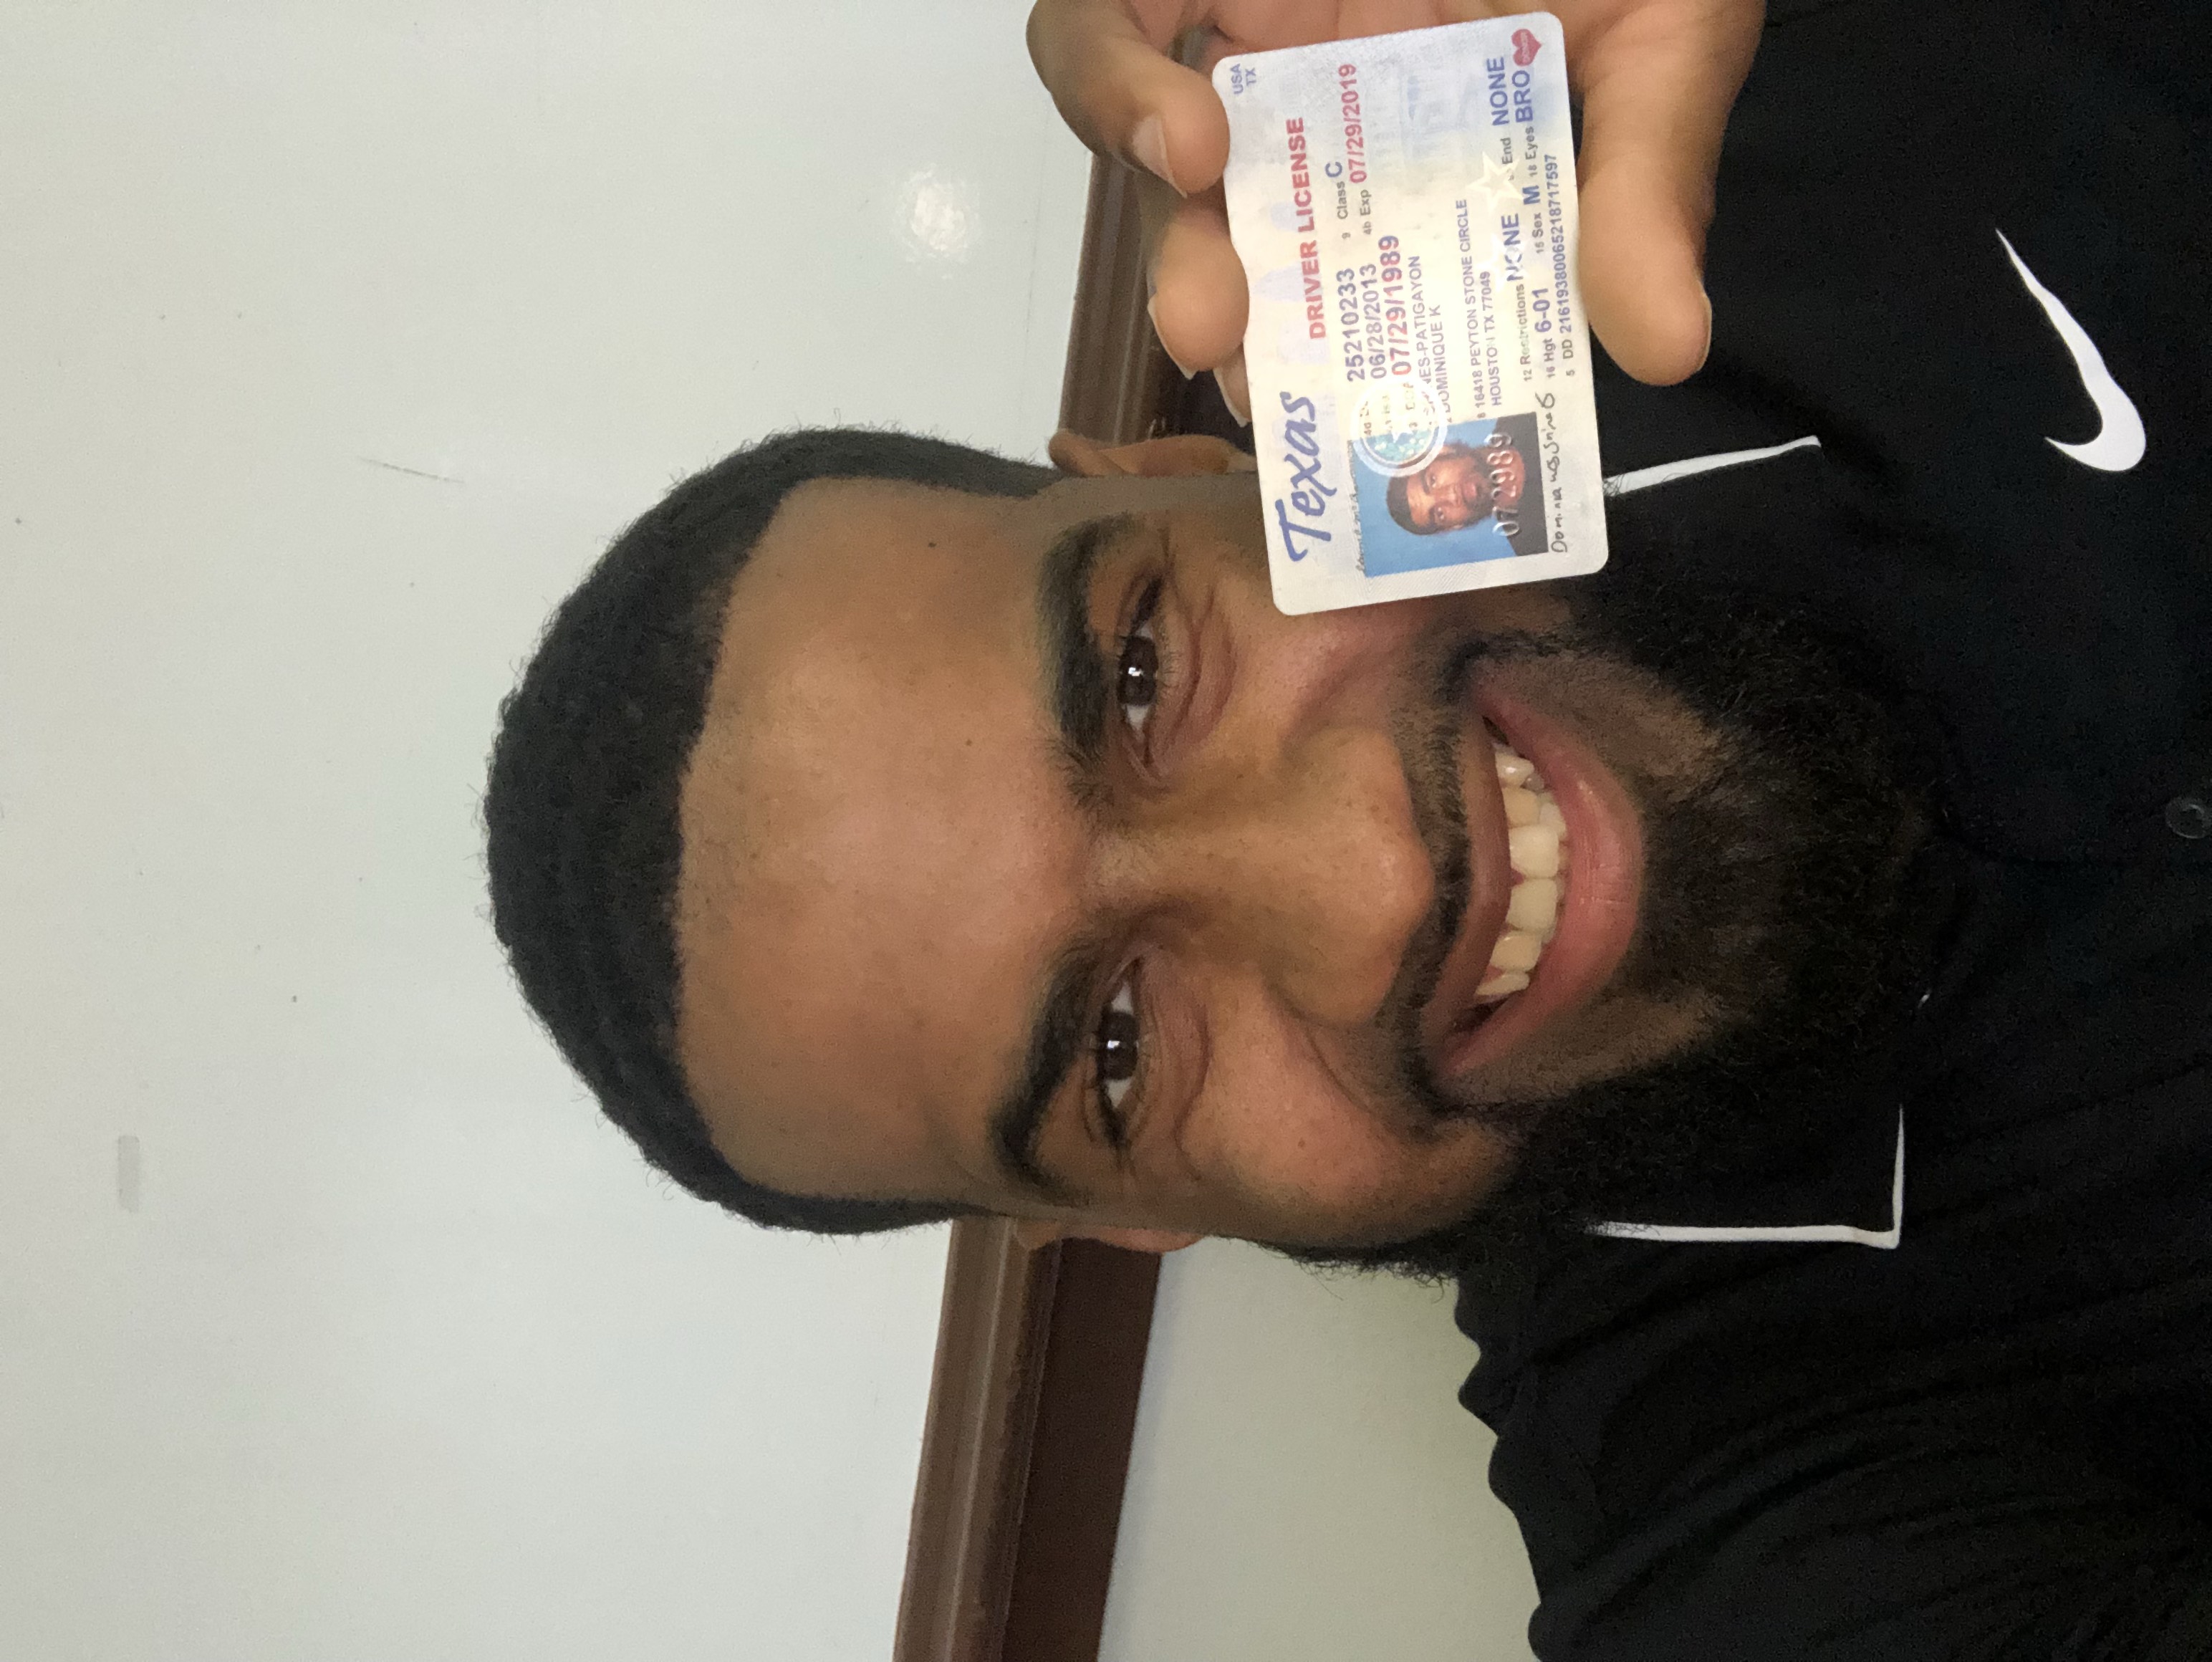 USA
TX
Texas
DRIVER LICENSE
25210233 9 Class C
06/28/2013 4b Exp 07/29/2019
07/29/1989
DOMINIQUE K
8 16418 PEYTON STONE CIRCLE
HOUSTON TX 77049
12 Restrictions NONE End NONE
16 Hgt 6-01 15 Sex M 18 Eyes BRO DONOR
5 DD 21619380065218717597
072989